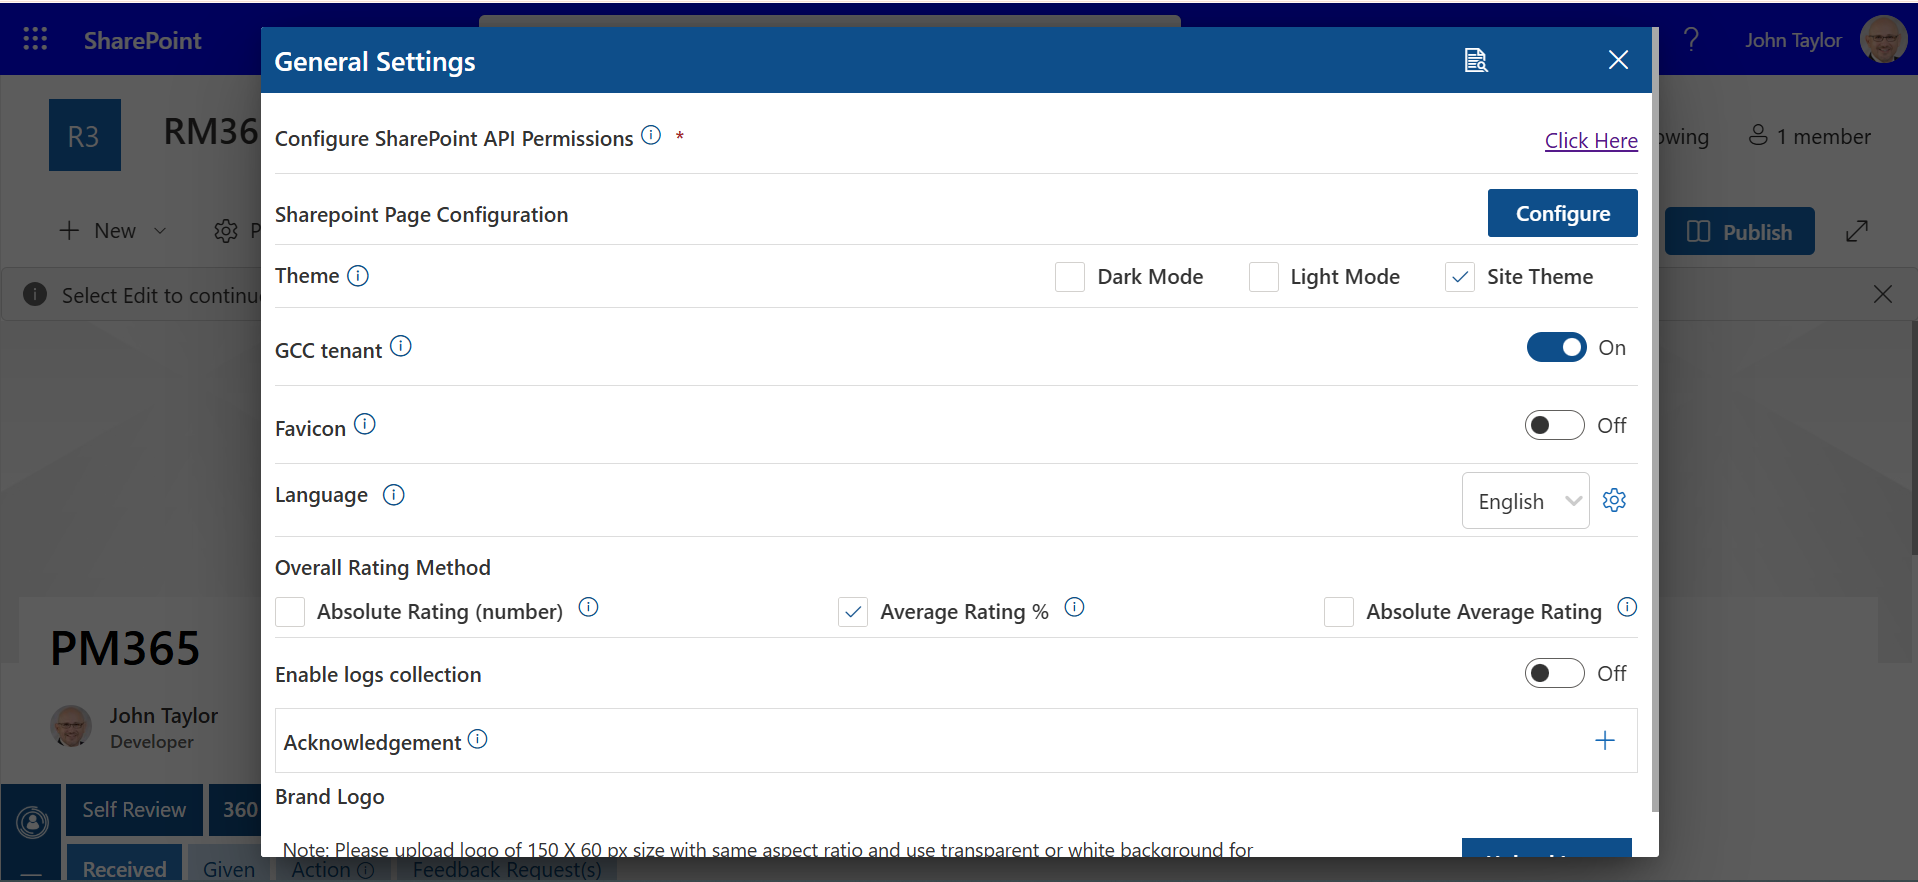 SharePoint
?
John Taylor
General Settings
R3
RM36
owing
1 member
Configure SharePoint API Permissions *
Click Here
New
P
Sharepoint Page Configuration
Configure
Publish
Theme
Dark Mode
Light Mode
Site Theme
Select Edit to continu
GCC tenant
On
Favicon
Off
Language
English
Overall Rating Method
Absolute Rating (number)
Average Rating %
Absolute Average Rating
PM365
Enable logs collection
Off
John Taylor
Developer
Acknowledgement
Brand Logo
Self Review
360
Note: Please upload logo of 150 X 60 px size with same aspect ratio and use transparent or white background for
Received
Given
Action
Feedback Request(s)